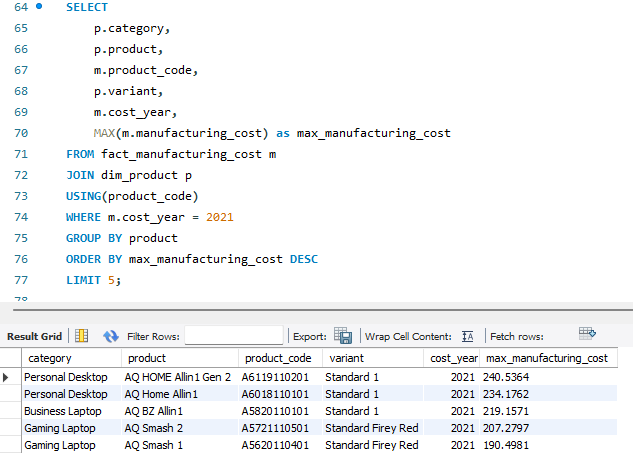 64 SELECT
65 p.category,
66 p.product,
67 m.product_code,
68 p.variant,
69 m.cost_year,
70 MAX(m.manufacturing_cost) as max_manufacturing_cost
71 FROM fact_manufacturing_cost m
72 JOIN dim_product p
73 USING(product_code)
74 WHERE m.cost_year = 2021
75 GROUP BY product
76 ORDER BY max_manufacturing_cost DESC
77 LIMIT 5;
78
Result Grid Filter Rows: Export: Wrap Cell Content: IA Fetch rows:
category product product_code variant cost_year max_manufacturing_cost
Personal Desktop AQ HOME Allin1 Gen 2 A6119110201 Standard 1 2021 240.5364
Personal Desktop AQ Home Allin1 A6018110101 Standard 1 2021 234.1762
Business Laptop AQ BZ Allin1 A5820110101 Standard 1 2021 219.1571
Gaming Laptop AQ Smash 2 A5721110501 Standard Firey Red 2021 207.2797
Gaming Laptop AQ Smash 1 A5620110401 Standard Firey Red 2021 190.4981